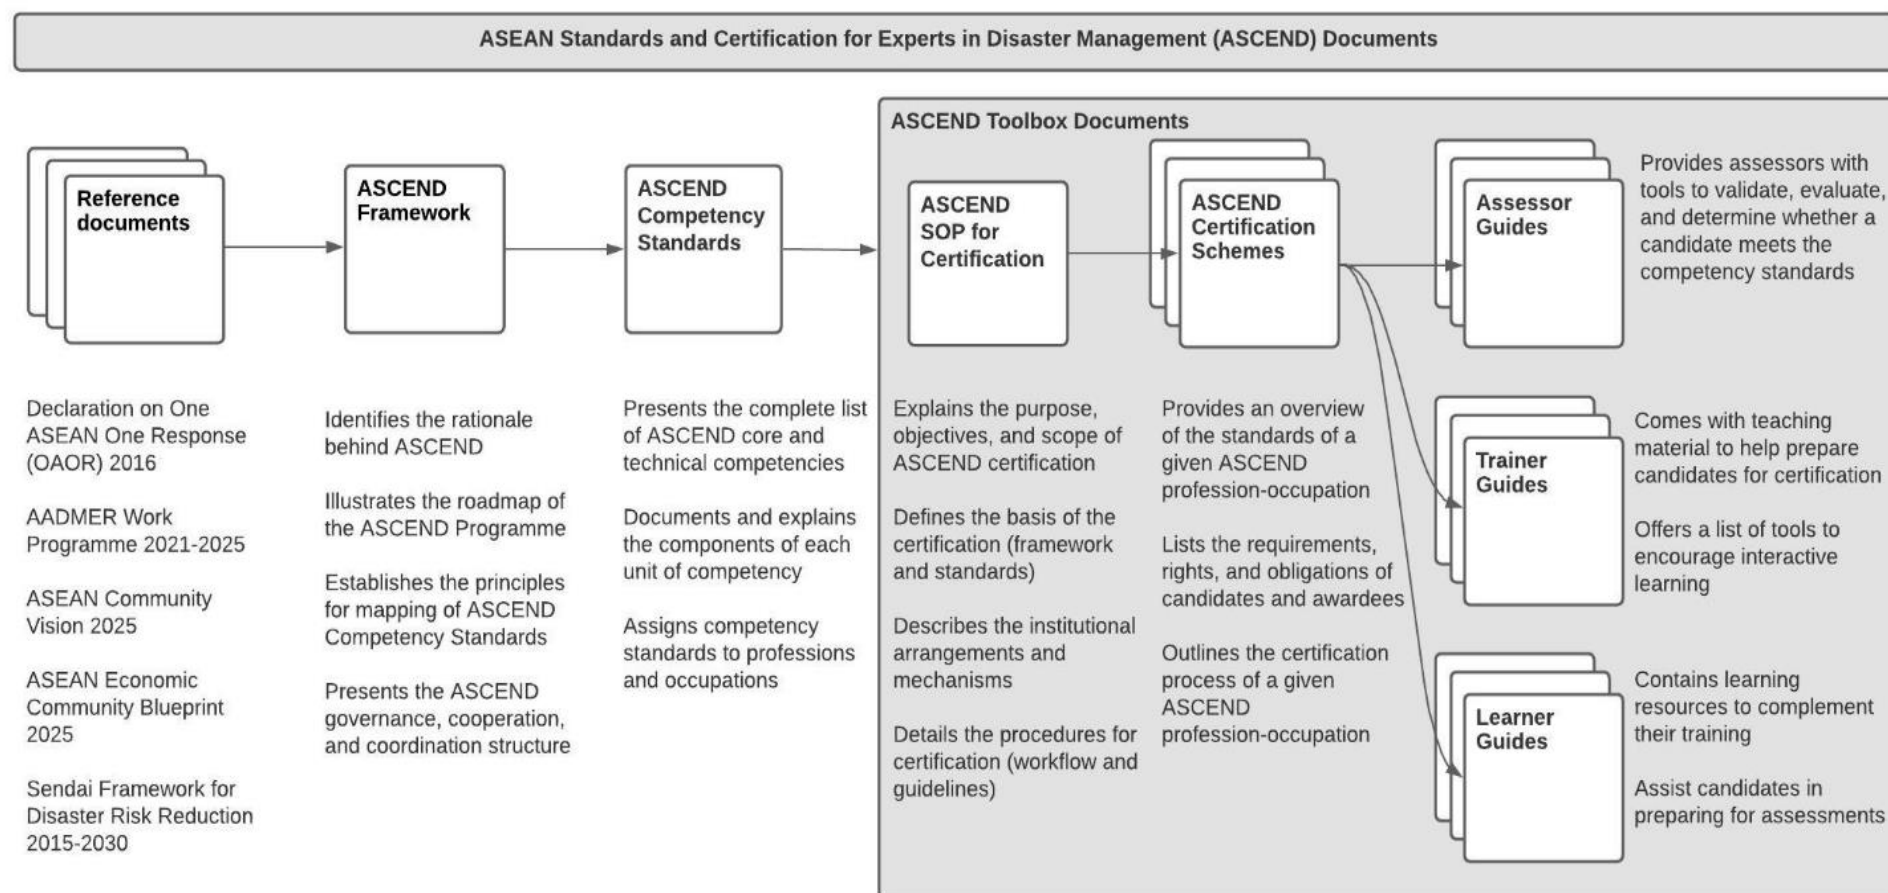 ASEAN Standards and Certification for Experts in Disaster Management (ASCEND) Documents
Reference
documents
Declaration on One
ASEAN One Response
(OAOR) 2016
AADMER Work
Programme 2021-2025
ASEAN Community
Vision 2025
ASEAN Economic
Community Blueprint
2025
Sendai Framework for
Disaster Risk Reduction
2015-2030
ASCEND
Framework
Identifies the rationale
behind ASCEND
Illustrates the roadmap of
the ASCEND Programme
Establishes the principles
for mapping of ASCEND
Competency Standards
Presents the ASCEND
governance, cooperation,
and coordination structure
ASCEND
Competency
Standards
Presents the complete list
of ASCEND core and
technical competencies
Documents and explains
the components of each
unit of competency
Assigns competency
standards to professions
and occupations
ASCEND Toolbox Documents
ASCEND
SOP for
Certification
Explains the purpose,
objectives, and scope of
ASCEND certification
Defines the basis of the
certification (framework
and standards)
Describes the institutional
arrangements and
mechanisms
Details the procedures for
certification (workflow and
guidelines)
ASCEND
Certification
Schemes
Provides an overview
of the standards of a
given ASCEND
profession-occupation
Lists the requirements,
rights, and obligations of
candidates and awardees
Outlines the certification
process of a given
ASCEND
profession-occupation
Assessor
Guides
Provides assessors with
tools to validate, evaluate,
and determine whether a
candidate meets the
competency standards
Trainer
Guides
Comes with teaching
material to help prepare
candidates for certification
Offers a list of tools to
encourage interactive
learning
Learner
Guides
Contains learning
resources to complement
their training
Assist candidates in
preparing for assessments